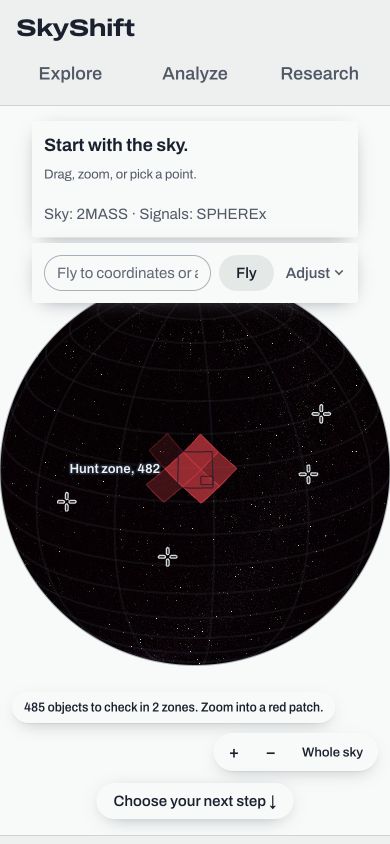 SkyShift
Explore Analyze Research
Start with the sky.
Drag, zoom, or pick a point.
Sky: 2MASS · Signals: SPHEREx
Fly to coordinates or
Fly
Adjust
Hunt zone, 482
485 objects to check in 2 zones. Zoom into a red patch.
+ − Whole sky
Choose your next step ↓